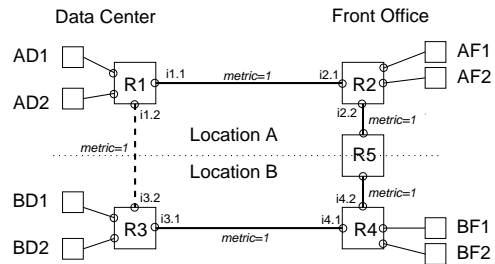 Data Center Front Office
AD1 AF1
i1.1 metric=1 i2.1
R1 R2
AD2 AF2
i1.2 i2.2
metric=1
Location A
metric=1 R5
Location B
metric=1
BD1 i3.2 i4.2
i3.1 i4.1 BF1
R3 R4
BD2 metric=1 BF2